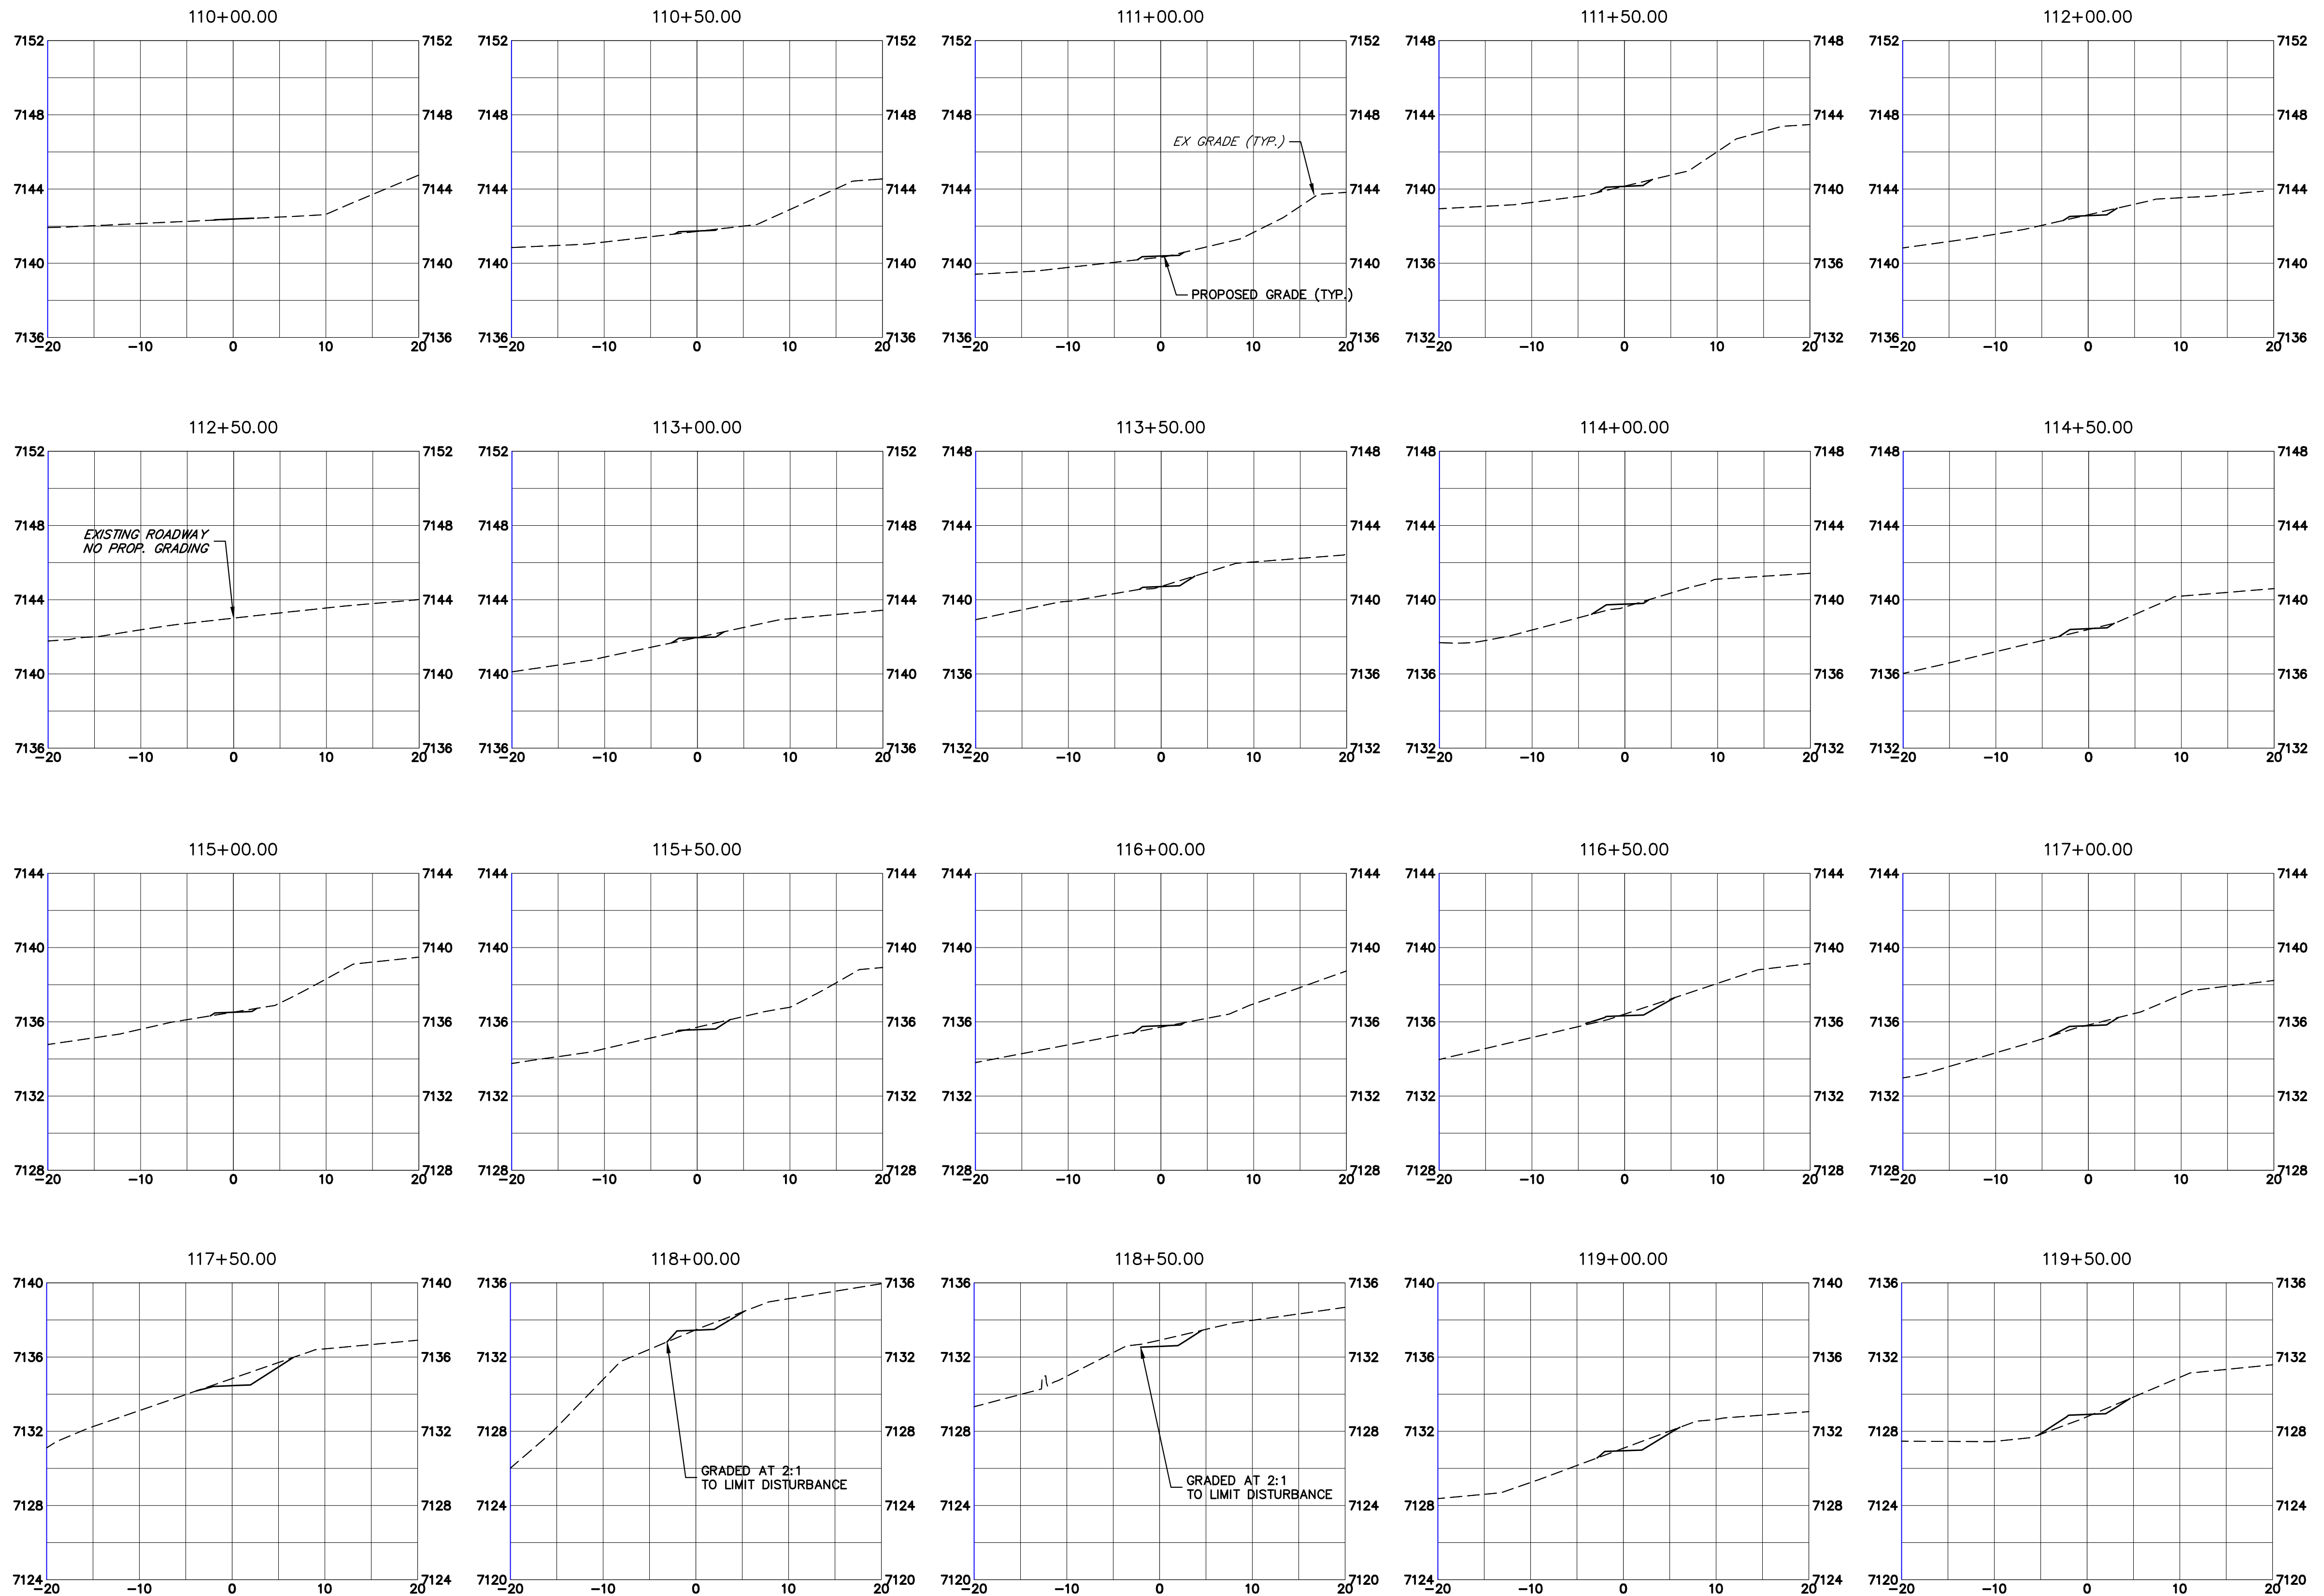 110+00.00 110+50.00 111+00.00 111+50.00 112+00.00
7152 7152 7152 7152 7152 7152 7148 7148 7152 7152
7148 7148 7148 7148 7148 7148 7144 7144 7148 7148
EX GRADE (TYP.)
7144 7144 7144 7144 7144 7144 7140 7140 7144 7144
7140 7140 7140 7140 7140 7140 7136 7136 7140 7140
PROPOSED GRADE (TYP.)
7136 7136 7136 7136 7136 7136 7132 7132 7136 7136
-20 -10 0 10 20 -20 -10 0 10 20 -20 -10 0 10 20 -20 -10 0 10 20 -20 -10 0 10 20
112+50.00 113+00.00 113+50.00 114+00.00 114+50.00
7152 7152 7152 7152 7148 7148 7148 7148 7148 7148
7148 7148 7148 7148 7144 7144 7144 7144 7144 7144
EXISTING ROADWAY
NO PROP. GRADING
7144 7144 7144 7144 7140 7140 7140 7140 7140 7140
7140 7140 7140 7140 7136 7136 7136 7136 7136 7136
7136 7136 7136 7136 7132 7132 7132 7132 7132 7132
-20 -10 0 10 20 -20 -10 0 10 20 -20 -10 0 10 20 -20 -10 0 10 20 -20 -10 0 10 20
115+00.00 115+50.00 116+00.00 116+50.00 117+00.00
7144 7144 7144 7144 7144 7144 7144 7144 7144 7144
7140 7140 7140 7140 7140 7140 7140 7140 7140 7140
7136 7136 7136 7136 7136 7136 7136 7136 7136 7136
7132 7132 7132 7132 7132 7132 7132 7132 7132 7132
7128 7128 7128 7128 7128 7128 7128 7128 7128 7128
-20 -10 0 10 20 -20 -10 0 10 20 -20 -10 0 10 20 -20 -10 0 10 20 -20 -10 0 10 20
117+50.00 118+00.00 118+50.00 119+00.00 119+50.00
7140 7140 7136 7136 7136 7136 7140 7140 7136 7136
7136 7136 7132 7132 7132 7132 7136 7136 7132 7132
7132 7132 7128 7128 7128 7128 7132 7132 7128 7128
GRADED AT 2:1
TO LIMIT DISTURBANCE
GRADED AT 2:1
TO LIMIT DISTURBANCE
7128 7128 7124 7124 7124 7124 7128 7128 7124 7124
7124 7124 7120 7120 7120 7120 7124 7124 7120 7120
-20 -10 0 10 20 -20 -10 0 10 20 -20 -10 0 10 20 -20 -10 0 10 20 -20 -10 0 10 20